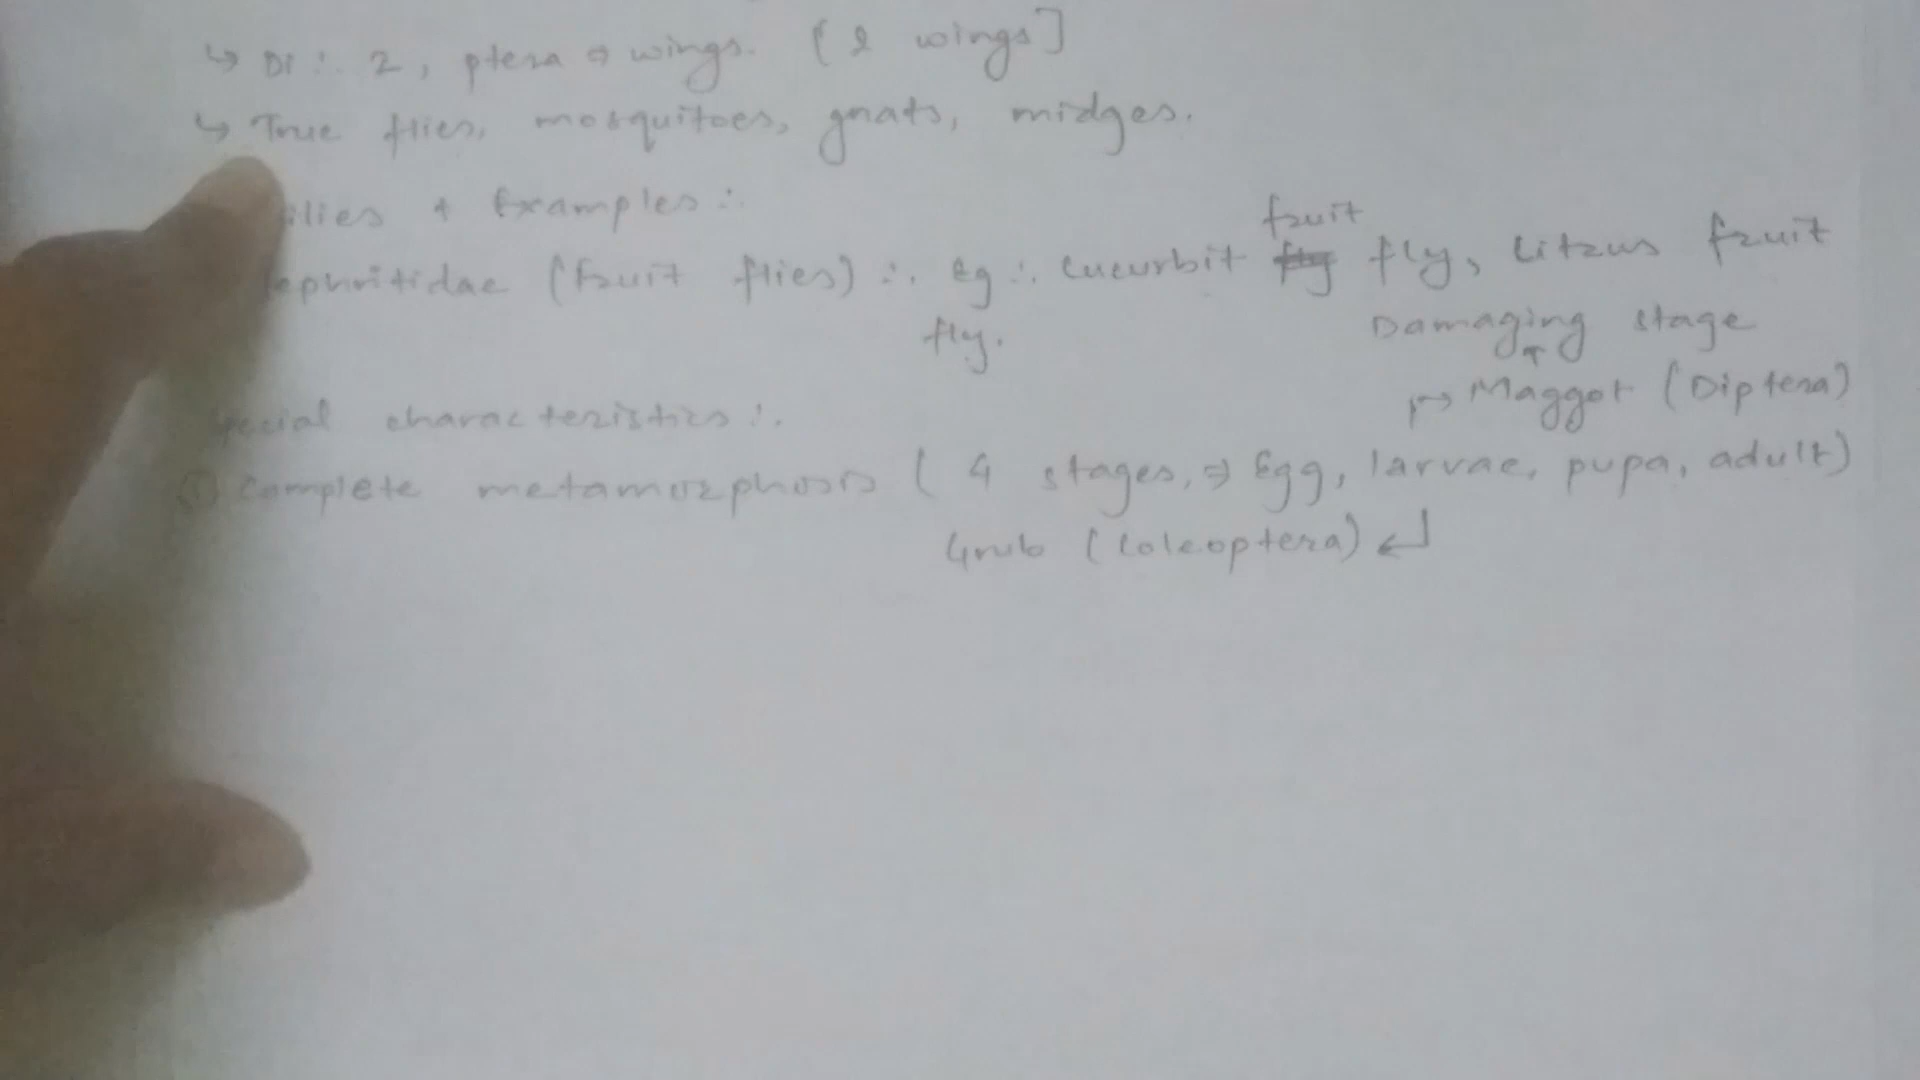 ↳ Di ∴ 2, ptera → wings. [2 wings]
↳ True flies, mosquitoes, gnats, midges.
ilies + Examples ∴
fruit
ephritidae (fruit flies) ∴ Eg ∴ Cucurbit fly, Citrus fruit
fly.
Damaging stage
↑
↦ Maggot (Diptera)
pecial characteristics ∴
① Complete metamorphosis ( 4 stages, ⇒ Egg, larvae, pupa, adult)
Grub (Coleoptera) ↵